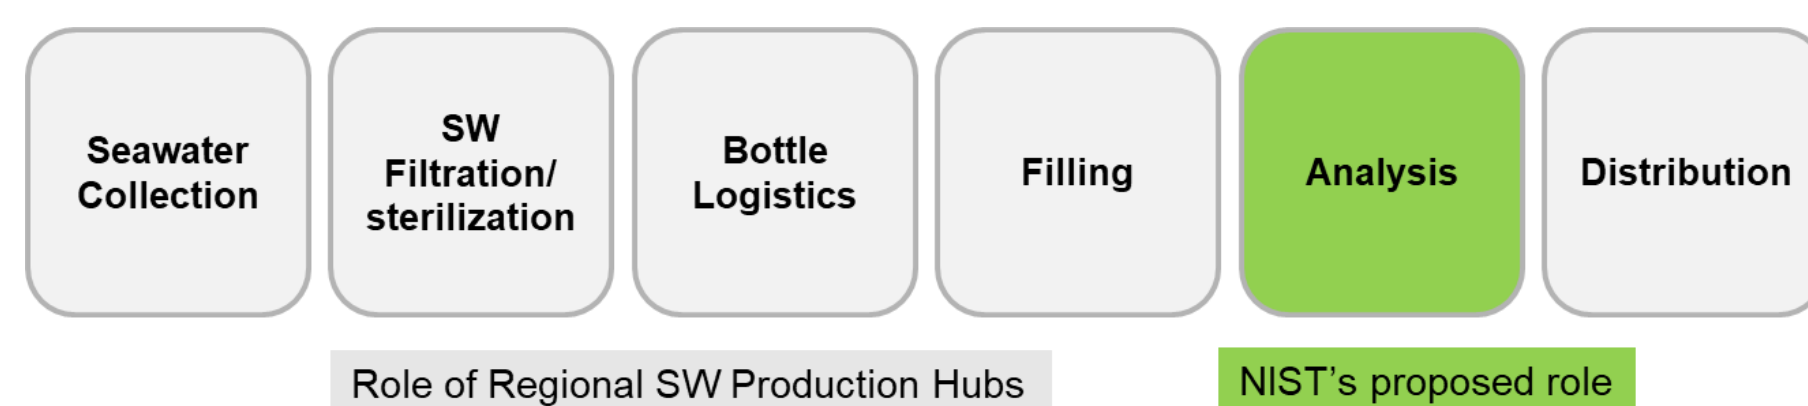 Seawater
Collection
SW
Filtration/
sterilization
Bottle
Logistics
Filling
Analysis
Distribution
Role of Regional SW Production Hubs
NIST's proposed role